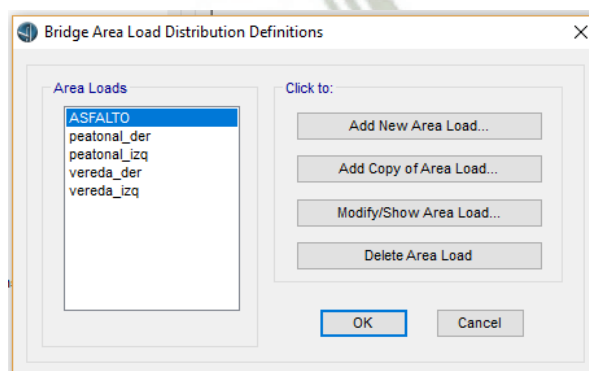 Bridge Area Load Distribution Definitions
Area Loads
ASFALTO
peatonal_der
peatonal_izq
vereda_der
vereda_izq
Click to:
Add New Area Load...
Add Copy of Area Load...
Modify/Show Area Load...
Delete Area Load
OK
Cancel